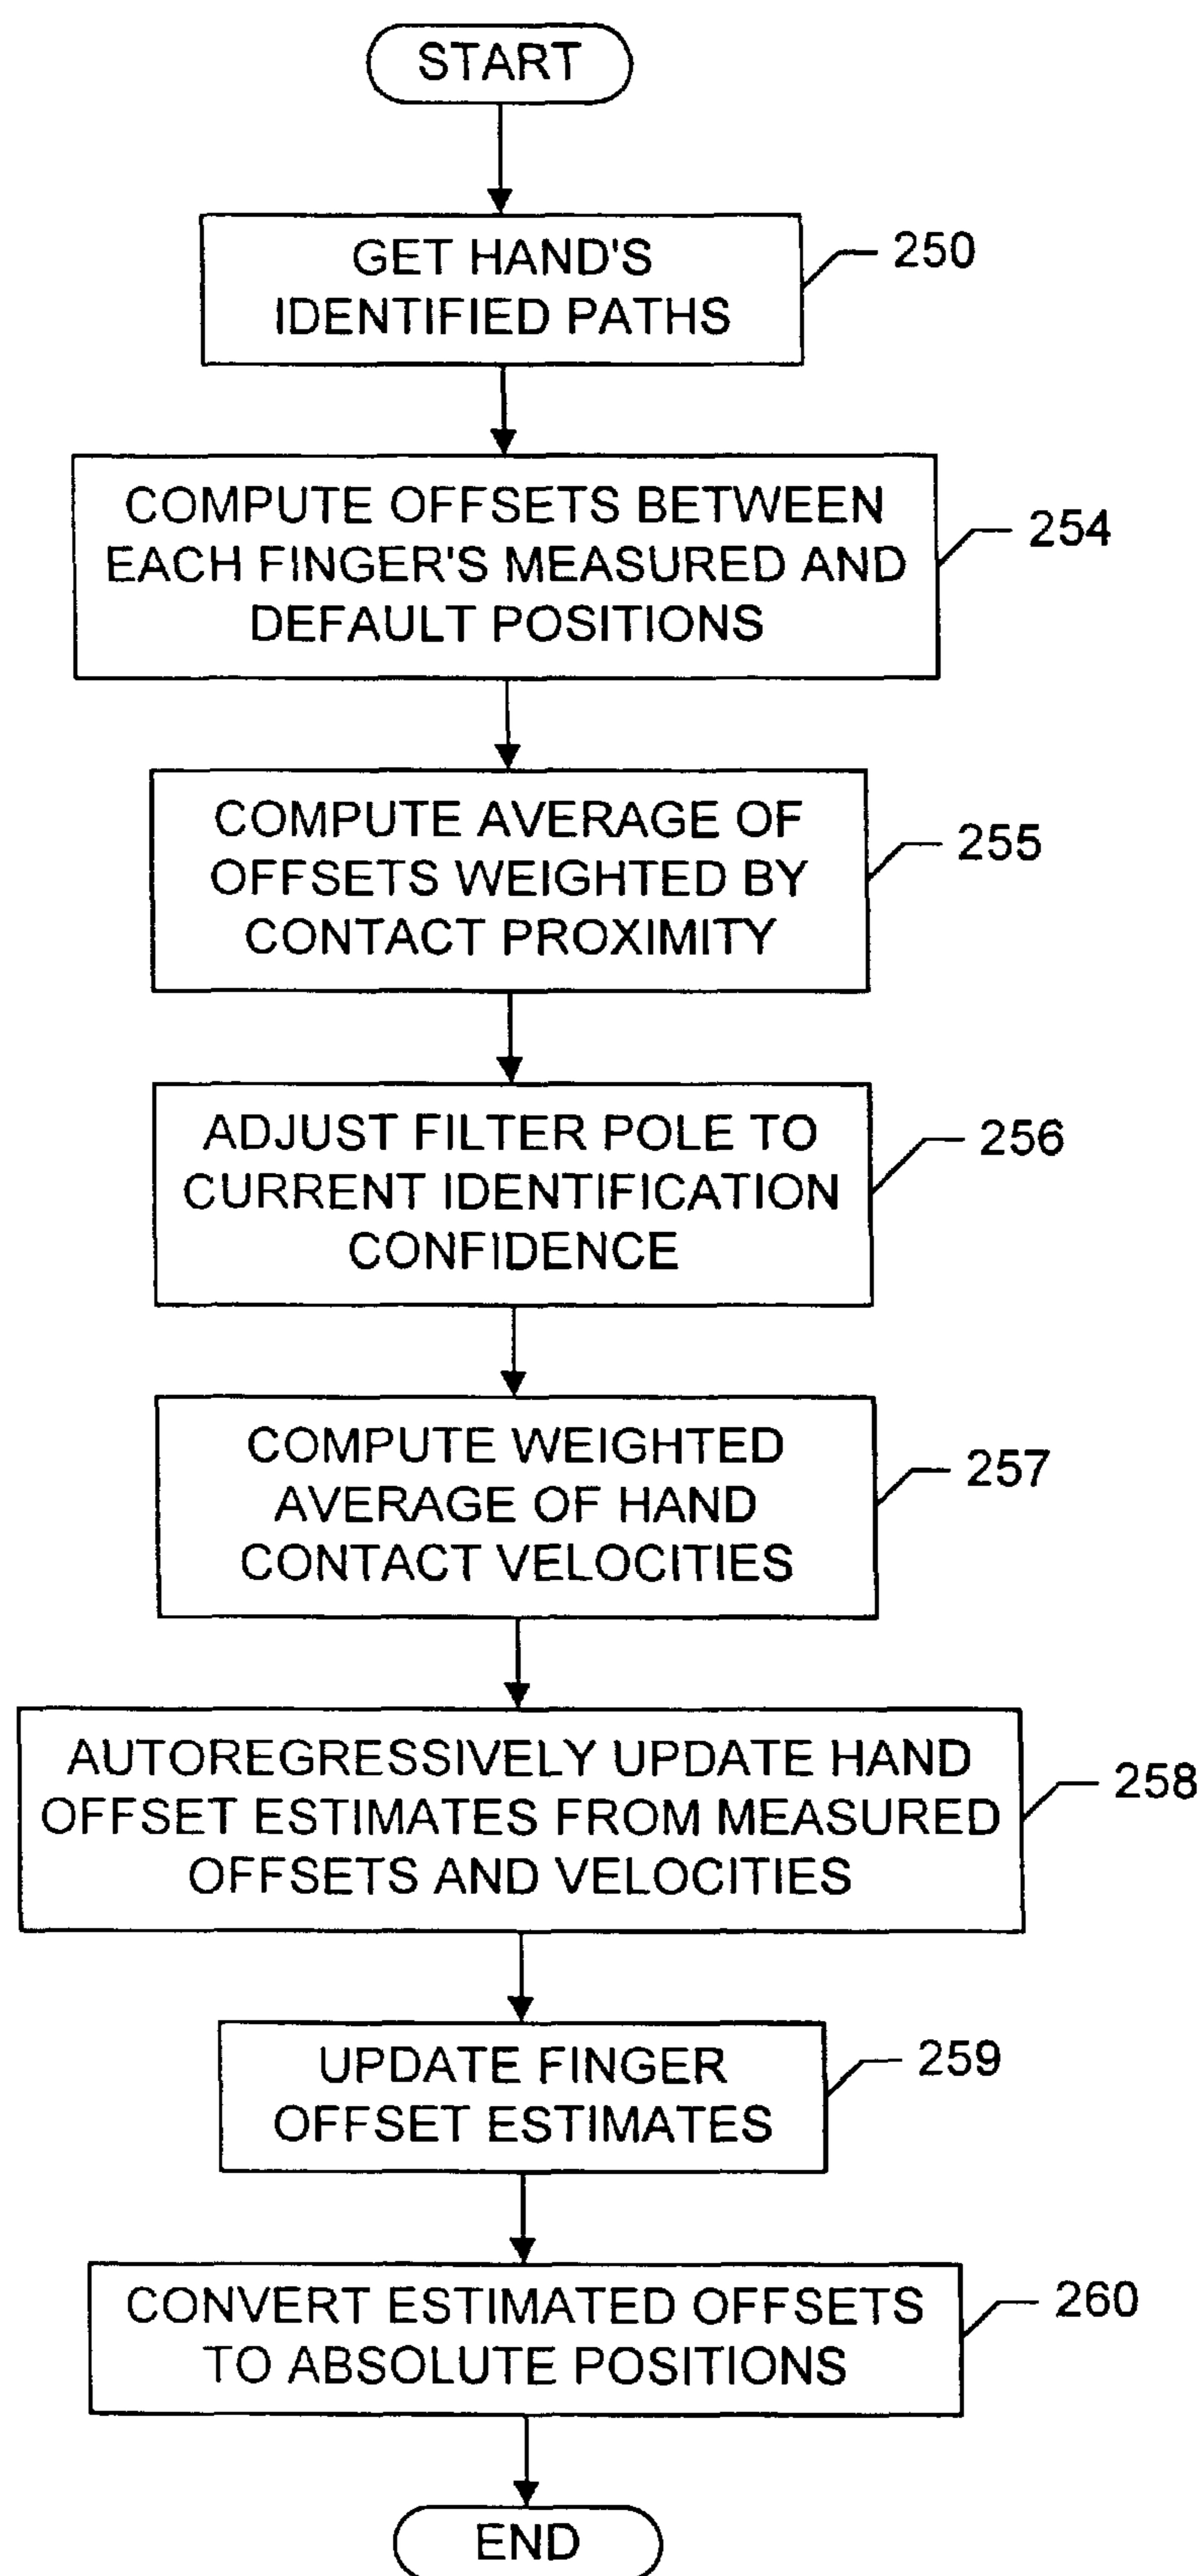 START
GET HAND'S
IDENTIFIED PATHS
250
COMPUTE OFFSETS BETWEEN
EACH FINGER'S MEASURED AND
DEFAULT POSITIONS
254
COMPUTE AVERAGE OF
OFFSETS WEIGHTED BY
CONTACT PROXIMITY
255
ADJUST FILTER POLE TO
CURRENT IDENTIFICATION
CONFIDENCE
256
COMPUTE WEIGHTED
AVERAGE OF HAND
CONTACT VELOCITIES
257
AUTOREGRESSIVELY UPDATE HAND
OFFSET ESTIMATES FROM MEASURED
OFFSETS AND VELOCITIES
258
UPDATE FINGER
OFFSET ESTIMATES
259
CONVERT ESTIMATED OFFSETS
TO ABSOLUTE POSITIONS
260
END